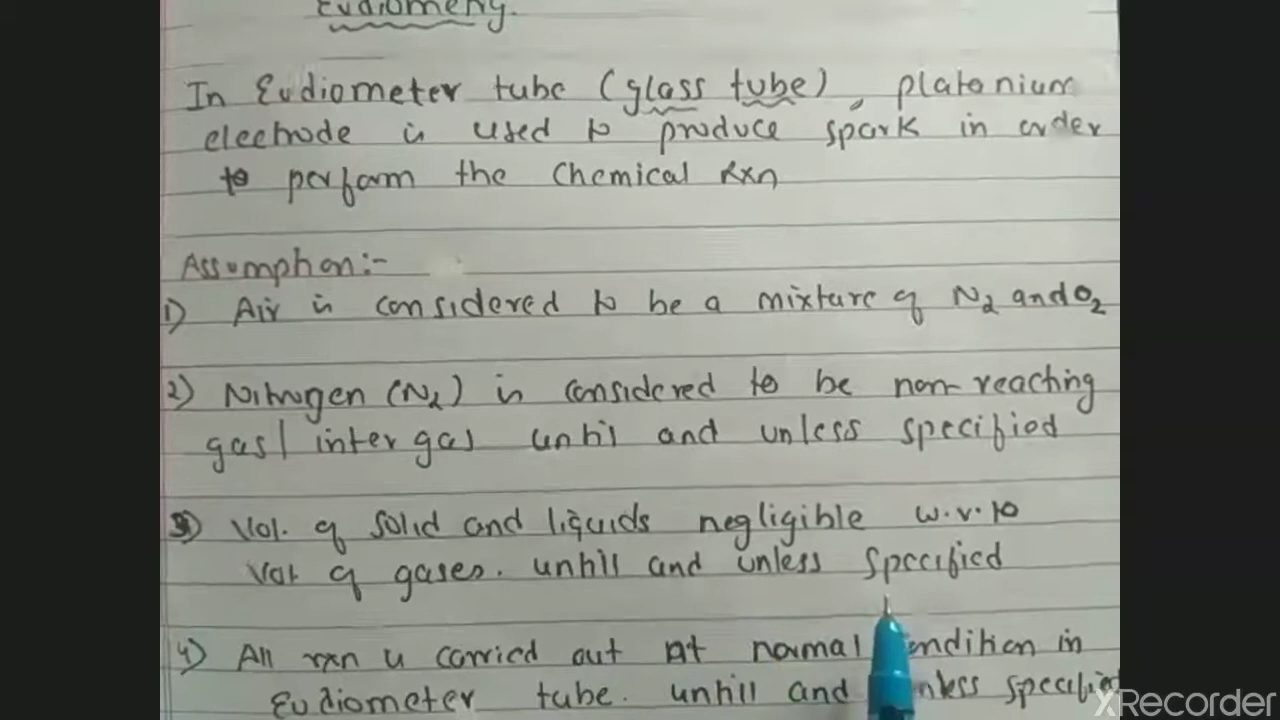 Eudiometry.
In Eudiometer tube (glass tube), platonium
electrode is used to produce spark in order
to perform the Chemical Rxn
Assumption:-
1) Air is considered to be a mixture of N2 and O2
2) Nitrogen (N2) is considered to be non-reaching
gas/ inter gas until and unless specified
3) Vol. of solid and liquids negligible w.r.to
Vol of gases. untill and unless specified
4) All rxn is carried out At normal condition in
Eudiometer tube. untill and unless specified
XRecorder